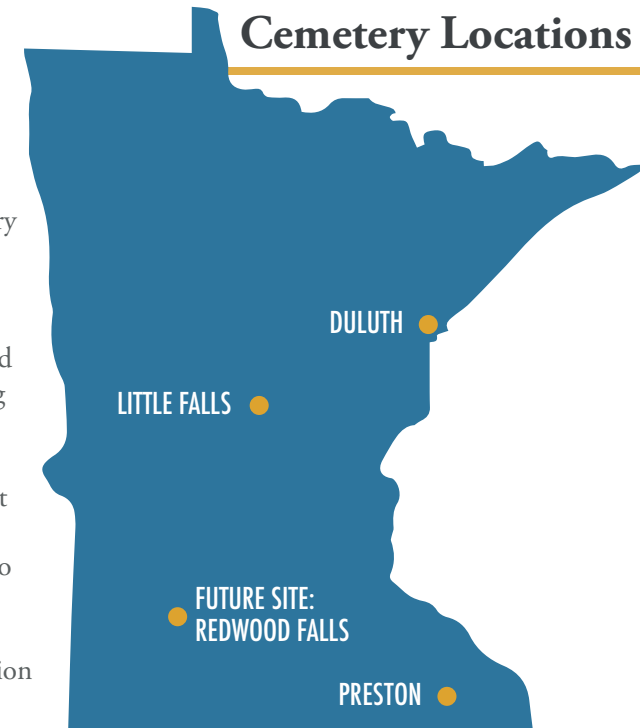 Cemetery Locations
DULUTH
LITTLE FALLS
FUTURE SITE:
REDWOOD FALLS
PRESTON